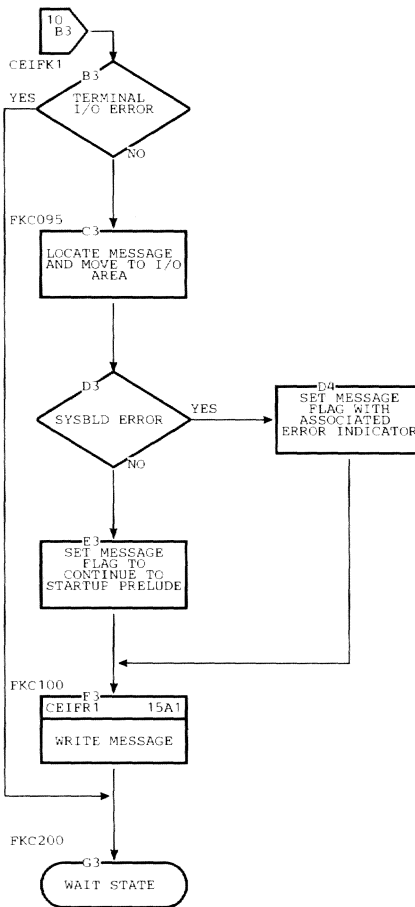 10
B3
CEIFK1
B3
YES
TERMINAL
I/O ERROR
NO
FKC095
C3
LOCATE MESSAGE
AND MOVE TO I/O
AREA
D3
SYSBLD ERROR
YES
NO
D4
SET MESSAGE
FLAG WITH
ASSOCIATED
ERROR INDICATOR
E3
SET MESSAGE
FLAG TO
CONTINUE TO
STARTUP PRELUDE
FKC100
F3
CEIFR1 15A1
WRITE MESSAGE
FKC200
G3
WAIT STATE